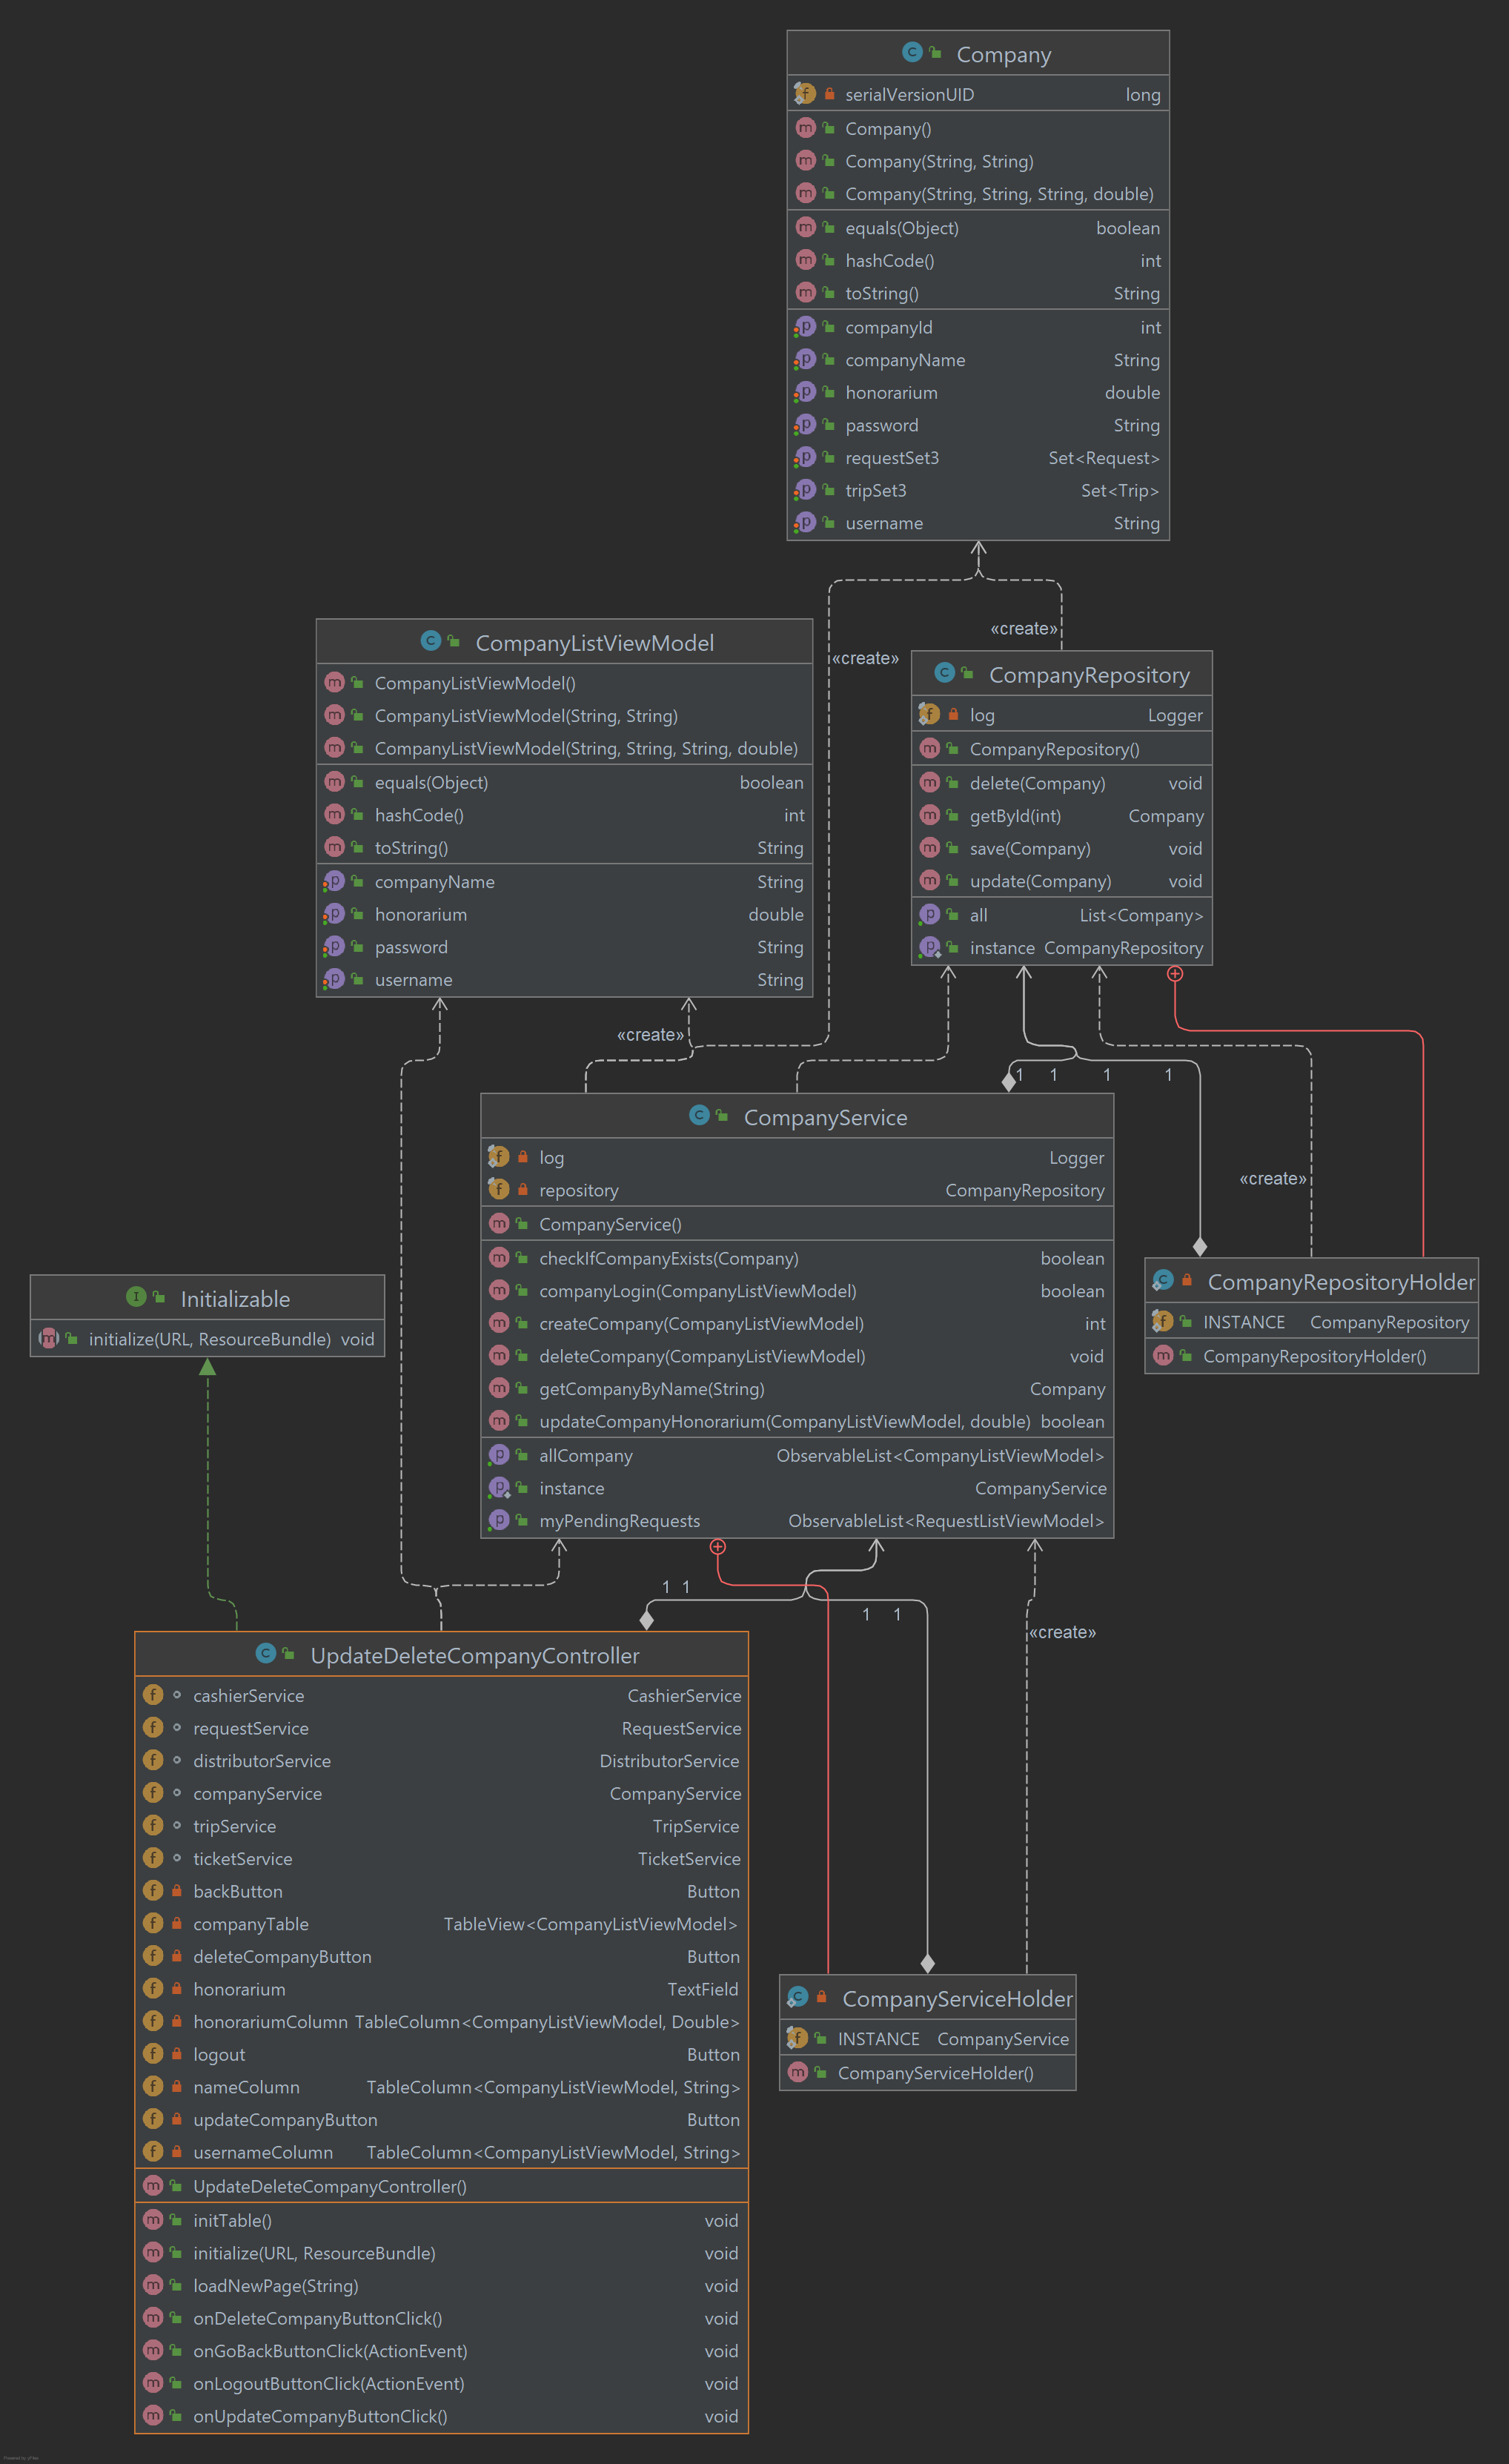 Company
serialVersionUID long
Company()
Company(String, String)
Company(String, String, String, double)
equals(Object) boolean
hashCode() int
toString() String
companyId int
companyName String
honorarium double
password String
requestSet3 Set<Request>
tripSet3 Set<Trip>
username String
«create»
«create»
CompanyListViewModel
CompanyListViewModel()
CompanyListViewModel(String, String)
CompanyListViewModel(String, String, String, double)
equals(Object) boolean
hashCode() int
toString() String
companyName String
honorarium double
password String
username String
CompanyRepository
log Logger
CompanyRepository()
delete(Company) void
getById(int) Company
save(Company) void
update(Company) void
all List<Company>
instance CompanyRepository
«create»
1 1 1 1
CompanyService
log Logger
repository CompanyRepository
CompanyService()
checkIfCompanyExists(Company) boolean
companyLogin(CompanyListViewModel) boolean
createCompany(CompanyListViewModel) int
deleteCompany(CompanyListViewModel) void
getCompanyByName(String) Company
updateCompanyHonorarium(CompanyListViewModel, double) boolean
allCompany ObservableList<CompanyListViewModel>
instance CompanyService
myPendingRequests ObservableList<RequestListViewModel>
«create»
CompanyRepositoryHolder
INSTANCE CompanyRepository
CompanyRepositoryHolder()
Initializable
initialize(URL, ResourceBundle) void
1 1
1 1
«create»
UpdateDeleteCompanyController
cashierService CashierService
requestService RequestService
distributorService DistributorService
companyService CompanyService
tripService TripService
ticketService TicketService
backButton Button
companyTable TableView<CompanyListViewModel>
deleteCompanyButton Button
honorarium TextField
honorariumColumn TableColumn<CompanyListViewModel, Double>
logout Button
nameColumn TableColumn<CompanyListViewModel, String>
updateCompanyButton Button
usernameColumn TableColumn<CompanyListViewModel, String>
UpdateDeleteCompanyController()
initTable() void
initialize(URL, ResourceBundle) void
loadNewPage(String) void
onDeleteCompanyButtonClick() void
onGoBackButtonClick(ActionEvent) void
onLogoutButtonClick(ActionEvent) void
onUpdateCompanyButtonClick() void
CompanyServiceHolder
INSTANCE CompanyService
CompanyServiceHolder()
Powered by yFiles